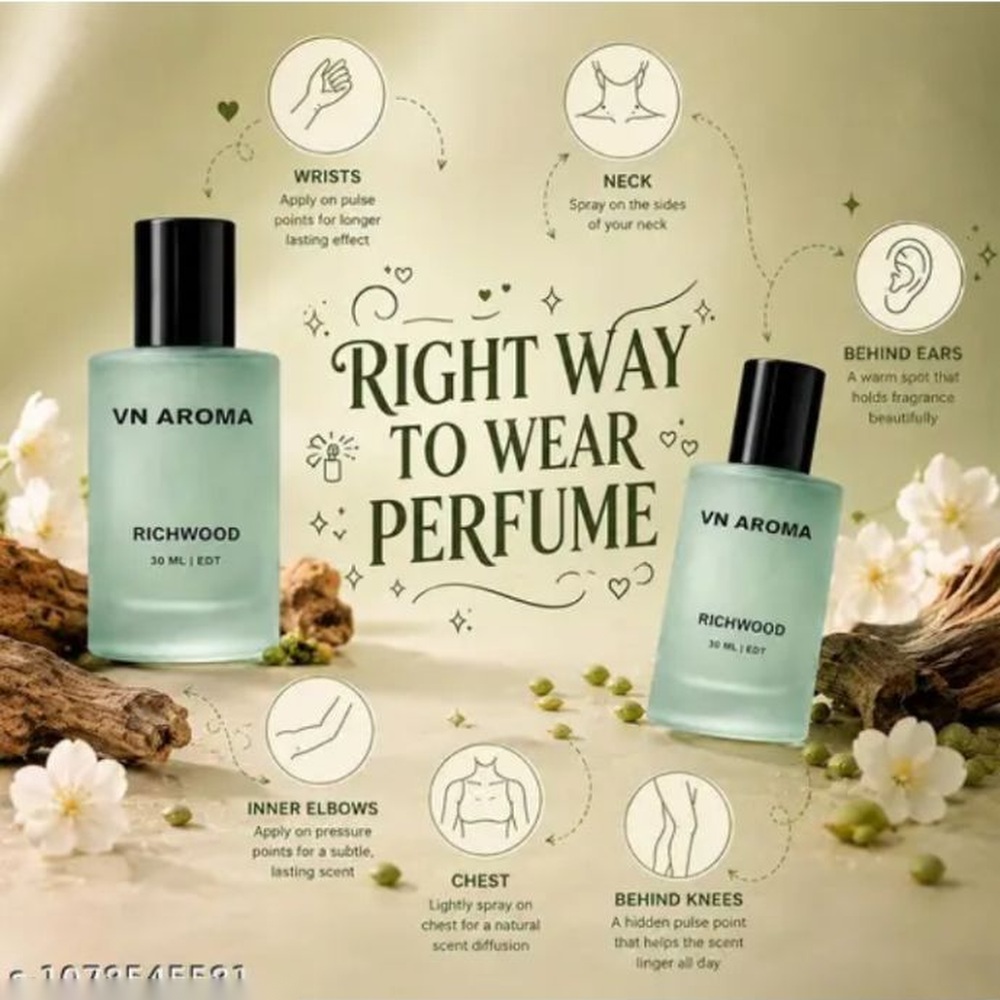 WRISTS
Apply on pulse
points for longer
lasting effect
NECK
Spray on the sides
of your neck
BEHIND EARS
A warm spot that
holds fragrance
beautifully
RIGHT WAY
TO WEAR
PERFUME
VN AROMA
RICHWOOD
30 ML | EDT
VN AROMA
RICHWOOD
30 ML | EDT
INNER ELBOWS
Apply on pressure
points for a subtle,
lasting scent
CHEST
Lightly spray on
chest for a natural
scent diffusion
BEHIND KNEES
A hidden pulse point
that helps the scent
linger all day